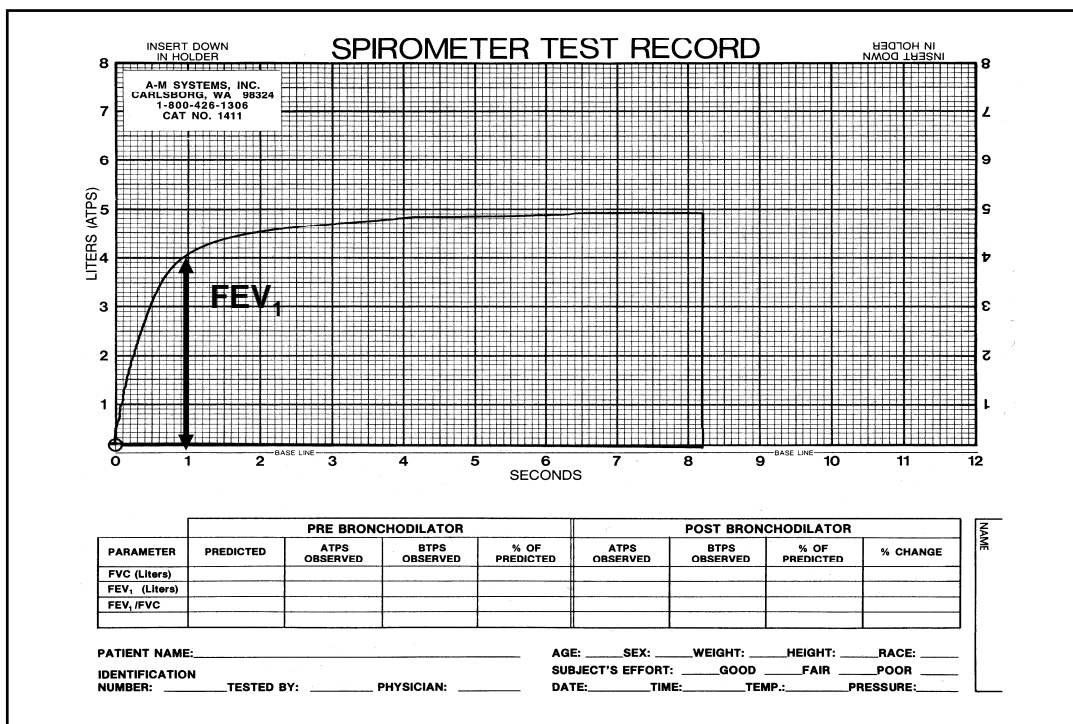 SPIROMETER TEST RECORD
INSERT DOWN
IN HOLDER
INSERT DOWN
IN HOLDER
A-M SYSTEMS, INC.
CARLSBORG, WA 98324
1-800-426-1306
CAT NO. 1411
8 8
7 7
6 6
5 5
4 4
3 3
2 2
1 1
LITERS (ATPS)
FEV₁
BASE LINE BASE LINE
0 1 2 3 4 5 6 7 8 9 10 11 12
SECONDS
PRE BRONCHODILATOR POST BRONCHODILATOR
PARAMETER PREDICTED ATPS OBSERVED BTPS OBSERVED % OF PREDICTED ATPS OBSERVED BTPS OBSERVED % OF PREDICTED % CHANGE
FVC (Liters)
FEV₁ (Liters)
FEV₁/FVC
NAME
PATIENT NAME: AGE: SEX: WEIGHT: HEIGHT: RACE:
IDENTIFICATION SUBJECT'S EFFORT: GOOD FAIR POOR
NUMBER: TESTED BY: PHYSICIAN: DATE: TIME: TEMP.: PRESSURE: